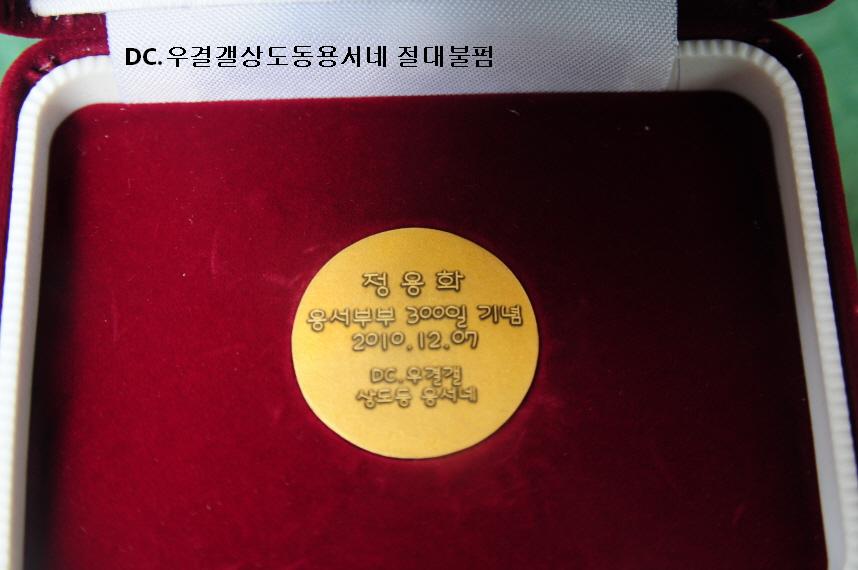 DC.우결갤상도동용서네 절대불펌
정용화
용서부부 300일 기념
2010.12.07
DC.우결갤
상도동 용서네